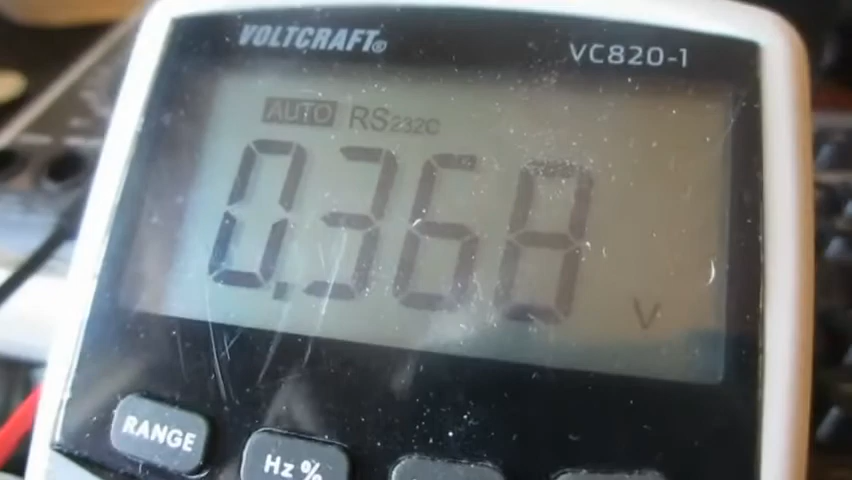 VOLTCRAFT®
VC820-1
AUTO RS232C
0.368 V
RANGE
Hz %